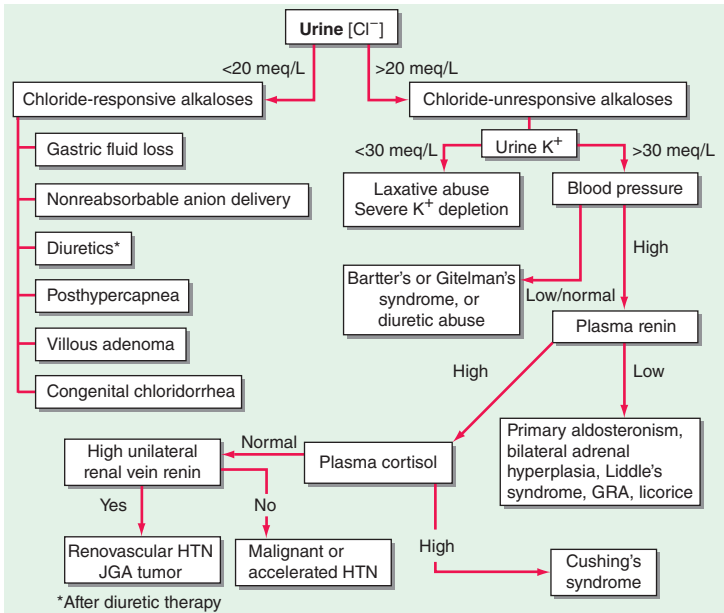 Urine [Cl⁻]
<20 meq/L
>20 meq/L
Chloride-responsive alkaloses
Chloride-unresponsive alkaloses
Gastric fluid loss
Nonreabsorbable anion delivery
Diuretics*
Posthypercapnea
Villous adenoma
Congenital chloridorrhea
Urine K⁺
<30 meq/L
>30 meq/L
Laxative abuse
Severe K⁺ depletion
Blood pressure
Low/normal
High
Bartter's or Gitelman's
syndrome, or
diuretic abuse
Plasma renin
High
Low
Primary aldosteronism,
bilateral adrenal
hyperplasia, Liddle's
syndrome, GRA, licorice
Plasma cortisol
Normal
High
High unilateral
renal vein renin
Yes
No
Renovascular HTN
JGA tumor
Malignant or
accelerated HTN
Cushing's
syndrome
*After diuretic therapy